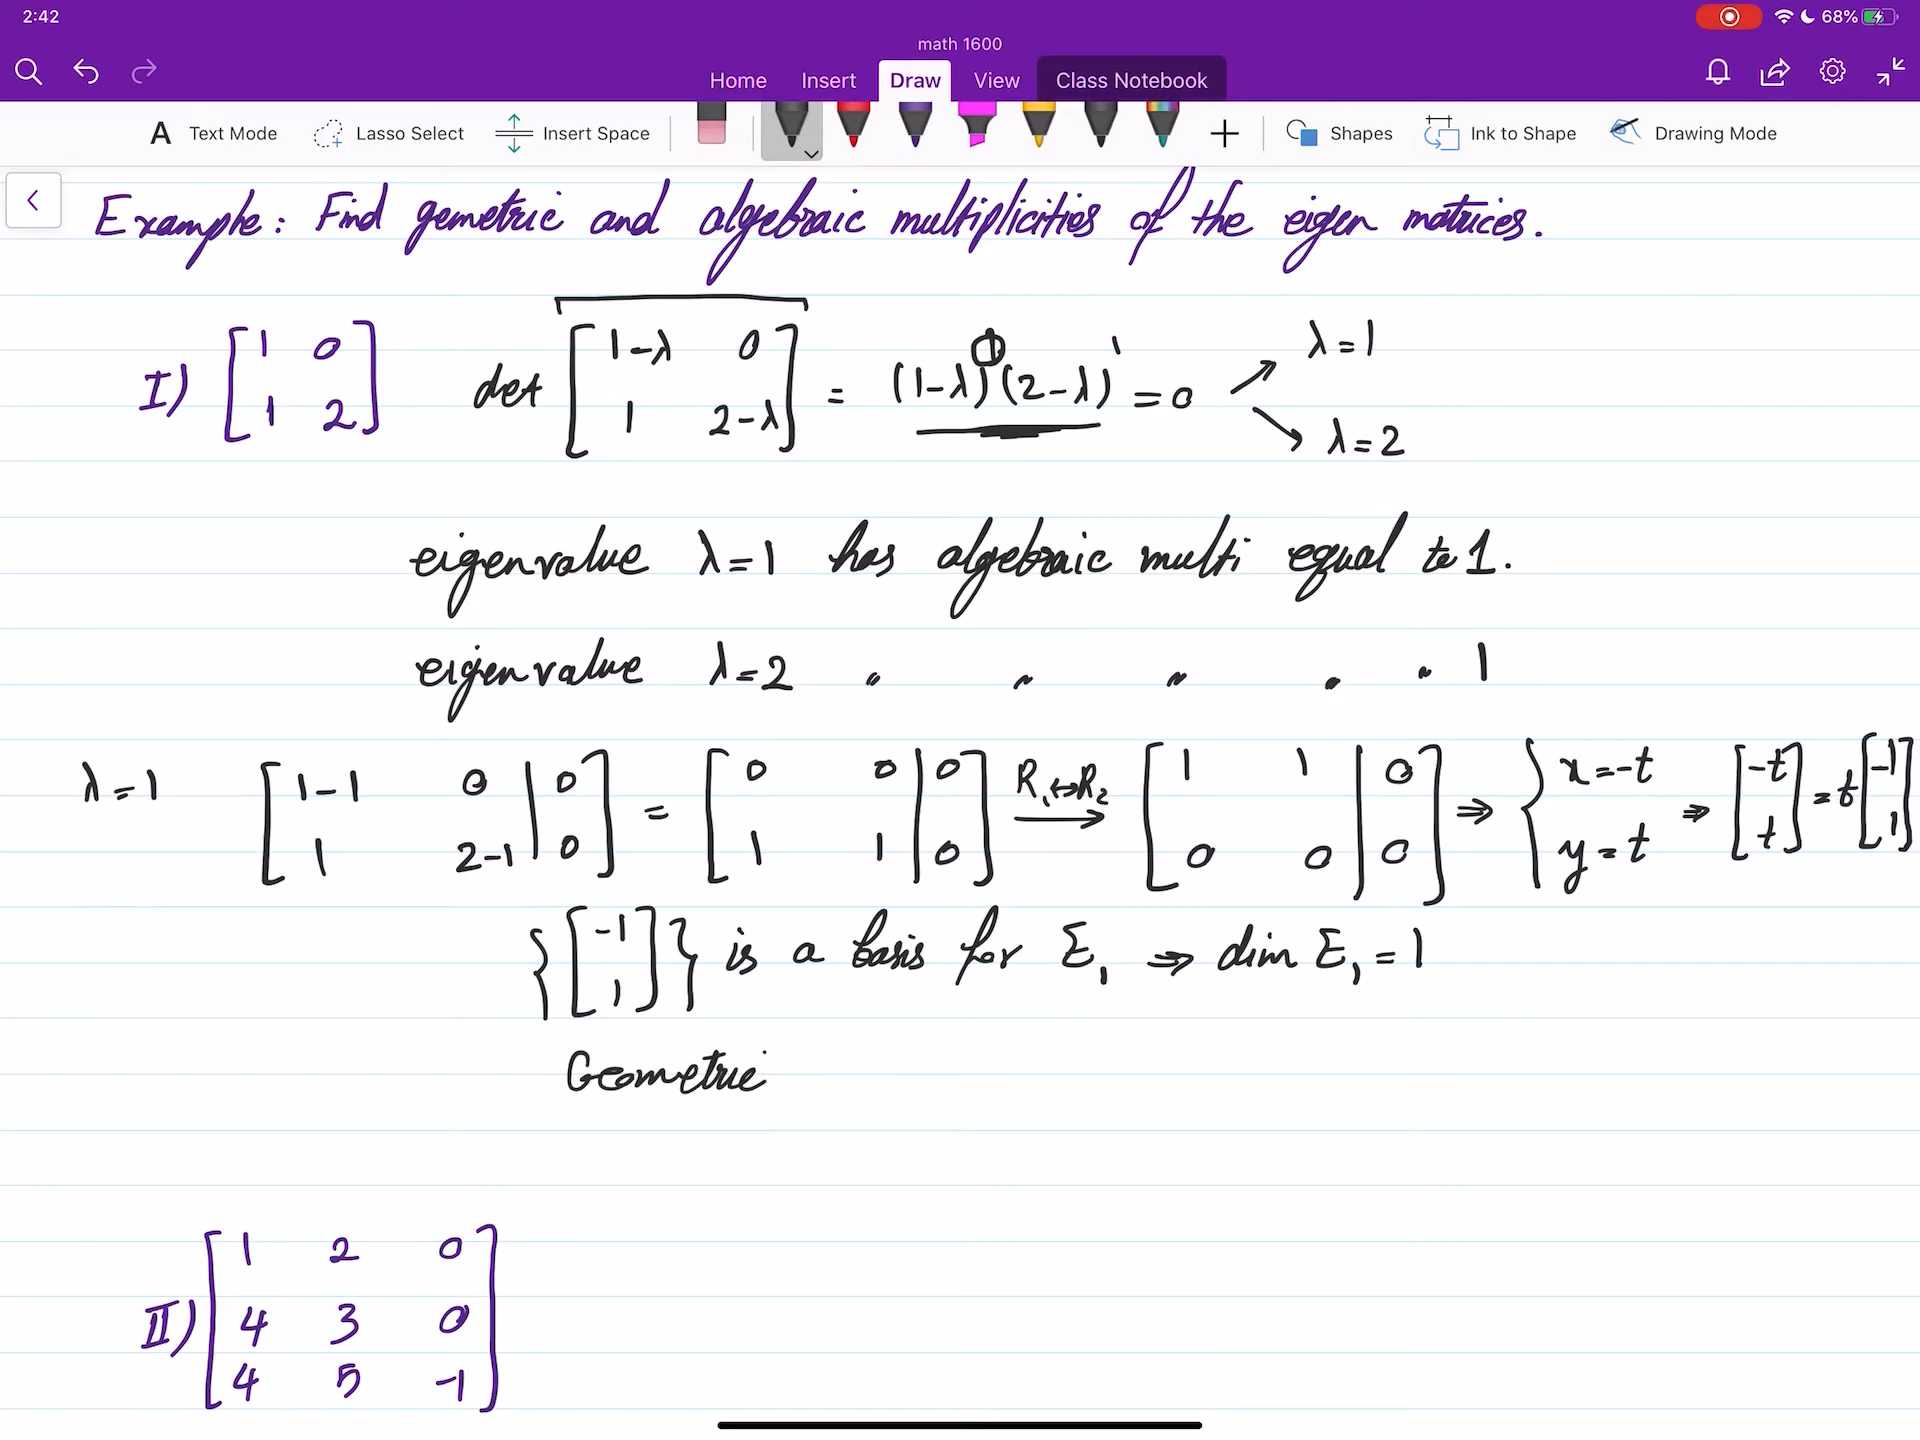 2:42
68%
math 1600
Home Insert Draw View Class Notebook
A Text Mode Lasso Select Insert Space Shapes Ink to Shape Drawing Mode
Example: Find gemetric and algebraic multiplicities of the eigen matrices.
I) [1 0; 1 2] det [1-λ 0; 1 2-λ] = (1-λ)^1 (2-λ)^1 = 0 ↗ λ=1 ↘ λ=2
eigenvalue λ=1 has algebraic multi equal to 1.
eigenvalue λ=2 " " " " " 1
λ=1 [1-1 0 | 0; 1 2-1 | 0] = [0 0 | 0; 1 1 | 0] R₁↔R₂ → [1 1 | 0; 0 0 | 0] ⇒ { x=-t y=t ⇒ [-t; t] = t [-1; 1]
{[-1; 1]} is a basis for E₁ ⇒ dim E₁ = 1
Geometric
II) [1 2 0; 4 3 0; 4 5 -1]